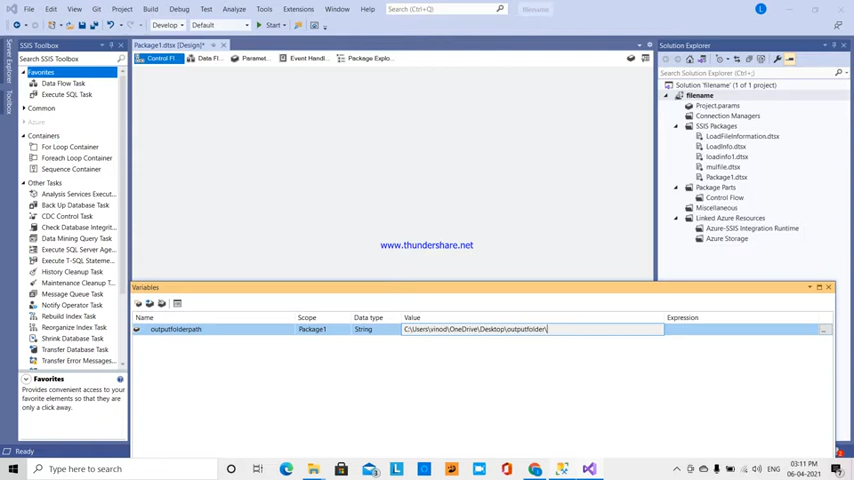 File Edit View Git Project Build Debug Team Format Tools Extensions Window Help Search (Ctrl+Q) filename L
Develop Default Start
SSIS Toolbox
Package1.dtsx [Design]*
Solution Explorer
Search SSIS Toolbox
Control Fl... Data Fl... Paramet... Event Handl... Package Explo...
Search Solution Explorer (Ctrl+;)
Server Explorer
Toolbox
Favorites
Data Flow Task
Execute SQL Task
Common
Azure
Containers
For Loop Container
Foreach Loop Container
Sequence Container
Other Tasks
Analysis Services Execut...
Back Up Database Task
CDC Control Task
Check Database Integrit...
Data Mining Query Task
Execute SQL Server Age...
Execute T-SQL Stateme...
History Cleanup Task
Maintenance Cleanup T...
Message Queue Task
Notify Operator Task
Rebuild Index Task
Reorganize Index Task
Shrink Database Task
Transfer Error Messages...
Favorites
Provides convenient access to
your favorite elements so that they
are only a click away.
Solution 'filename' (1 of 1 project)
filename
Project.params
Connection Managers
SSIS Packages
LoadFileInformation.dtsx
LoadInfo.dtsx
loadinfo1.dtsx
mulfile.dtsx
Package1.dtsx
Package Parts
Control Flow
Miscellaneous
Linked Azure Resources
Azure-SSIS Integration Runtime
Azure Storage
www.thundershare.net
Variables
Name Scope Data type Value Expression
outputfolderpath Package1 String C:\Users\vinod\OneDrive\Desktop\outputfolder\ ...
Ready
Type here to search
ENG
03:11 PM
06-04-2021